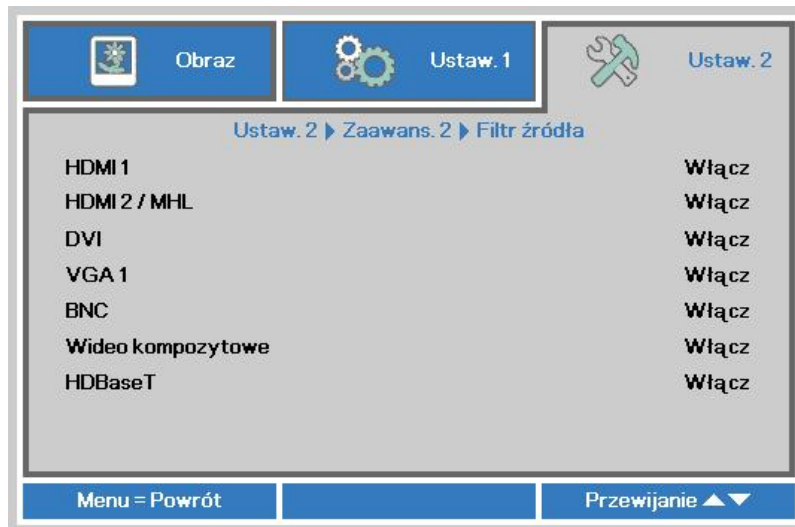 Obraz Ustaw. 1 Ustaw. 2
Ustaw. 2 ▶ Zaawans. 2 ▶ Filtr źródła
HDMI 1 Włącz
HDMI 2 / MHL Włącz
DVI Włącz
VGA 1 Włącz
BNC Włącz
Wideo kompozytowe Włącz
HDBaseT Włącz
Menu = Powrót Przewijanie ▲▼